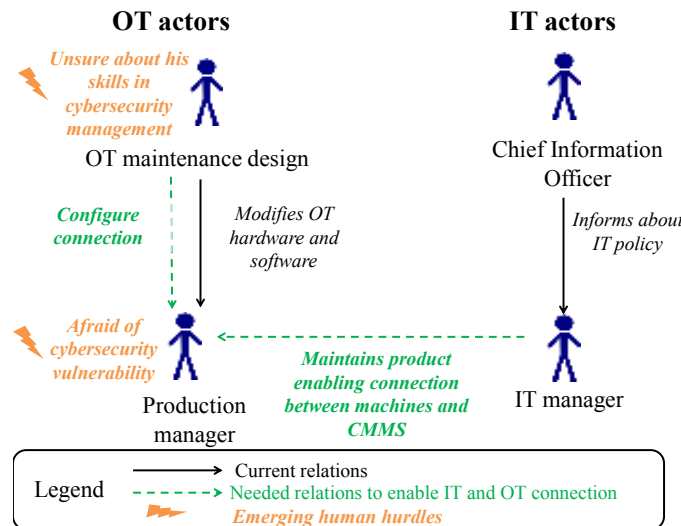 OT actors
IT actors
Unsure about his
skills in
cybersecurity
management
OT maintenance design
Chief Information
Officer
Configure
connection
Modifies OT
hardware and
software
Informs about
IT policy
Afraid of
cybersecurity
vulnerability
Maintains product
enabling connection
between machines and
CMMS
Production
manager
IT manager
Legend
Current relations
Needed relations to enable IT and OT connection
Emerging human hurdles